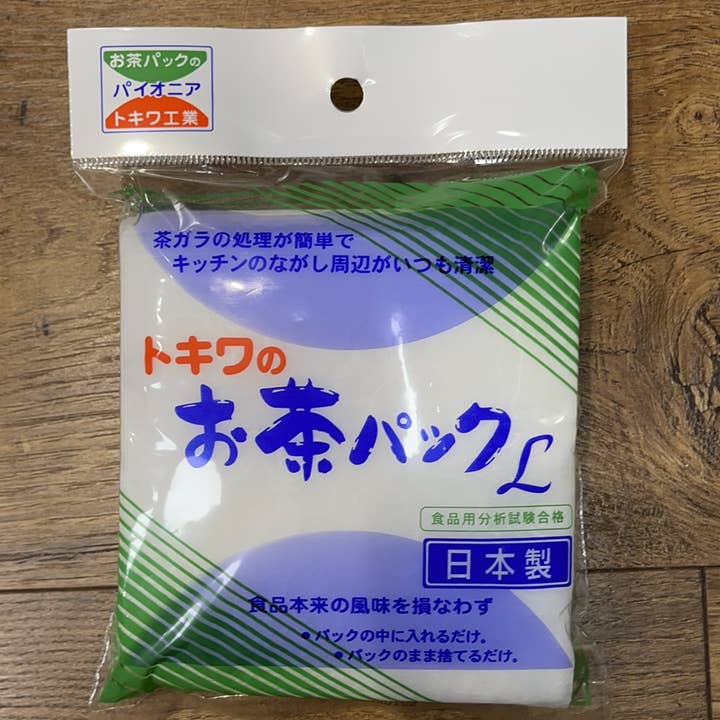 お茶パックの
パイオニア
トキワ工業
茶ガラの処理が簡単で
キッチンのながし周辺がいつも清潔
トキワの
お茶パックL
食品用分析試験合格
日本製
食品本来の風味を損なわず
●パックの中に入れるだけ。
●パックのまま捨てるだけ。